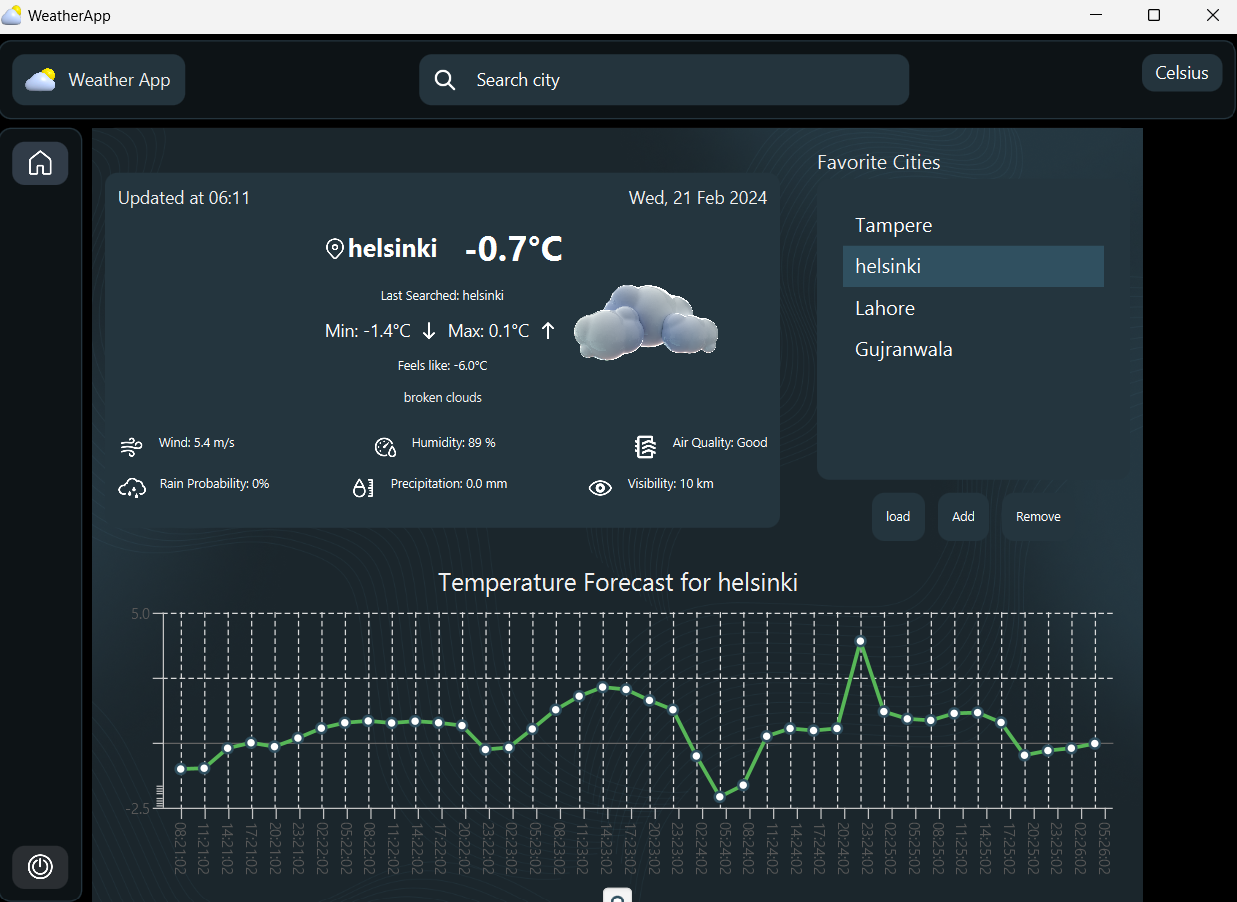 WeatherApp
Weather App
Search city
Celsius
Updated at 06:11
Wed, 21 Feb 2024
helsinki -0.7°C
Last Searched: helsinki
Min: -1.4°C Max: 0.1°C
Feels like: -6.0°C
broken clouds
Wind: 5.4 m/s
Humidity: 89 %
Air Quality: Good
Rain Probability: 0%
Precipitation: 0.0 mm
Visibility: 10 km
Favorite Cities
Tampere
helsinki
Lahore
Gujranwala
load
Add
Remove
Temperature Forecast for helsinki
5.0
-2.5
08:21:02
11:21:02
14:21:02
17:21:02
20:21:02
23:21:02
02:22:02
05:22:02
08:22:02
11:22:02
14:22:02
17:22:02
20:22:02
23:22:02
02:23:02
05:23:02
08:23:02
11:23:02
14:23:02
17:23:02
20:23:02
23:23:02
02:24:02
05:24:02
08:24:02
11:24:02
14:24:02
17:24:02
20:24:02
23:24:02
02:25:02
05:25:02
08:25:02
11:25:02
14:25:02
17:25:02
20:25:02
23:25:02
02:26:02
05:26:02